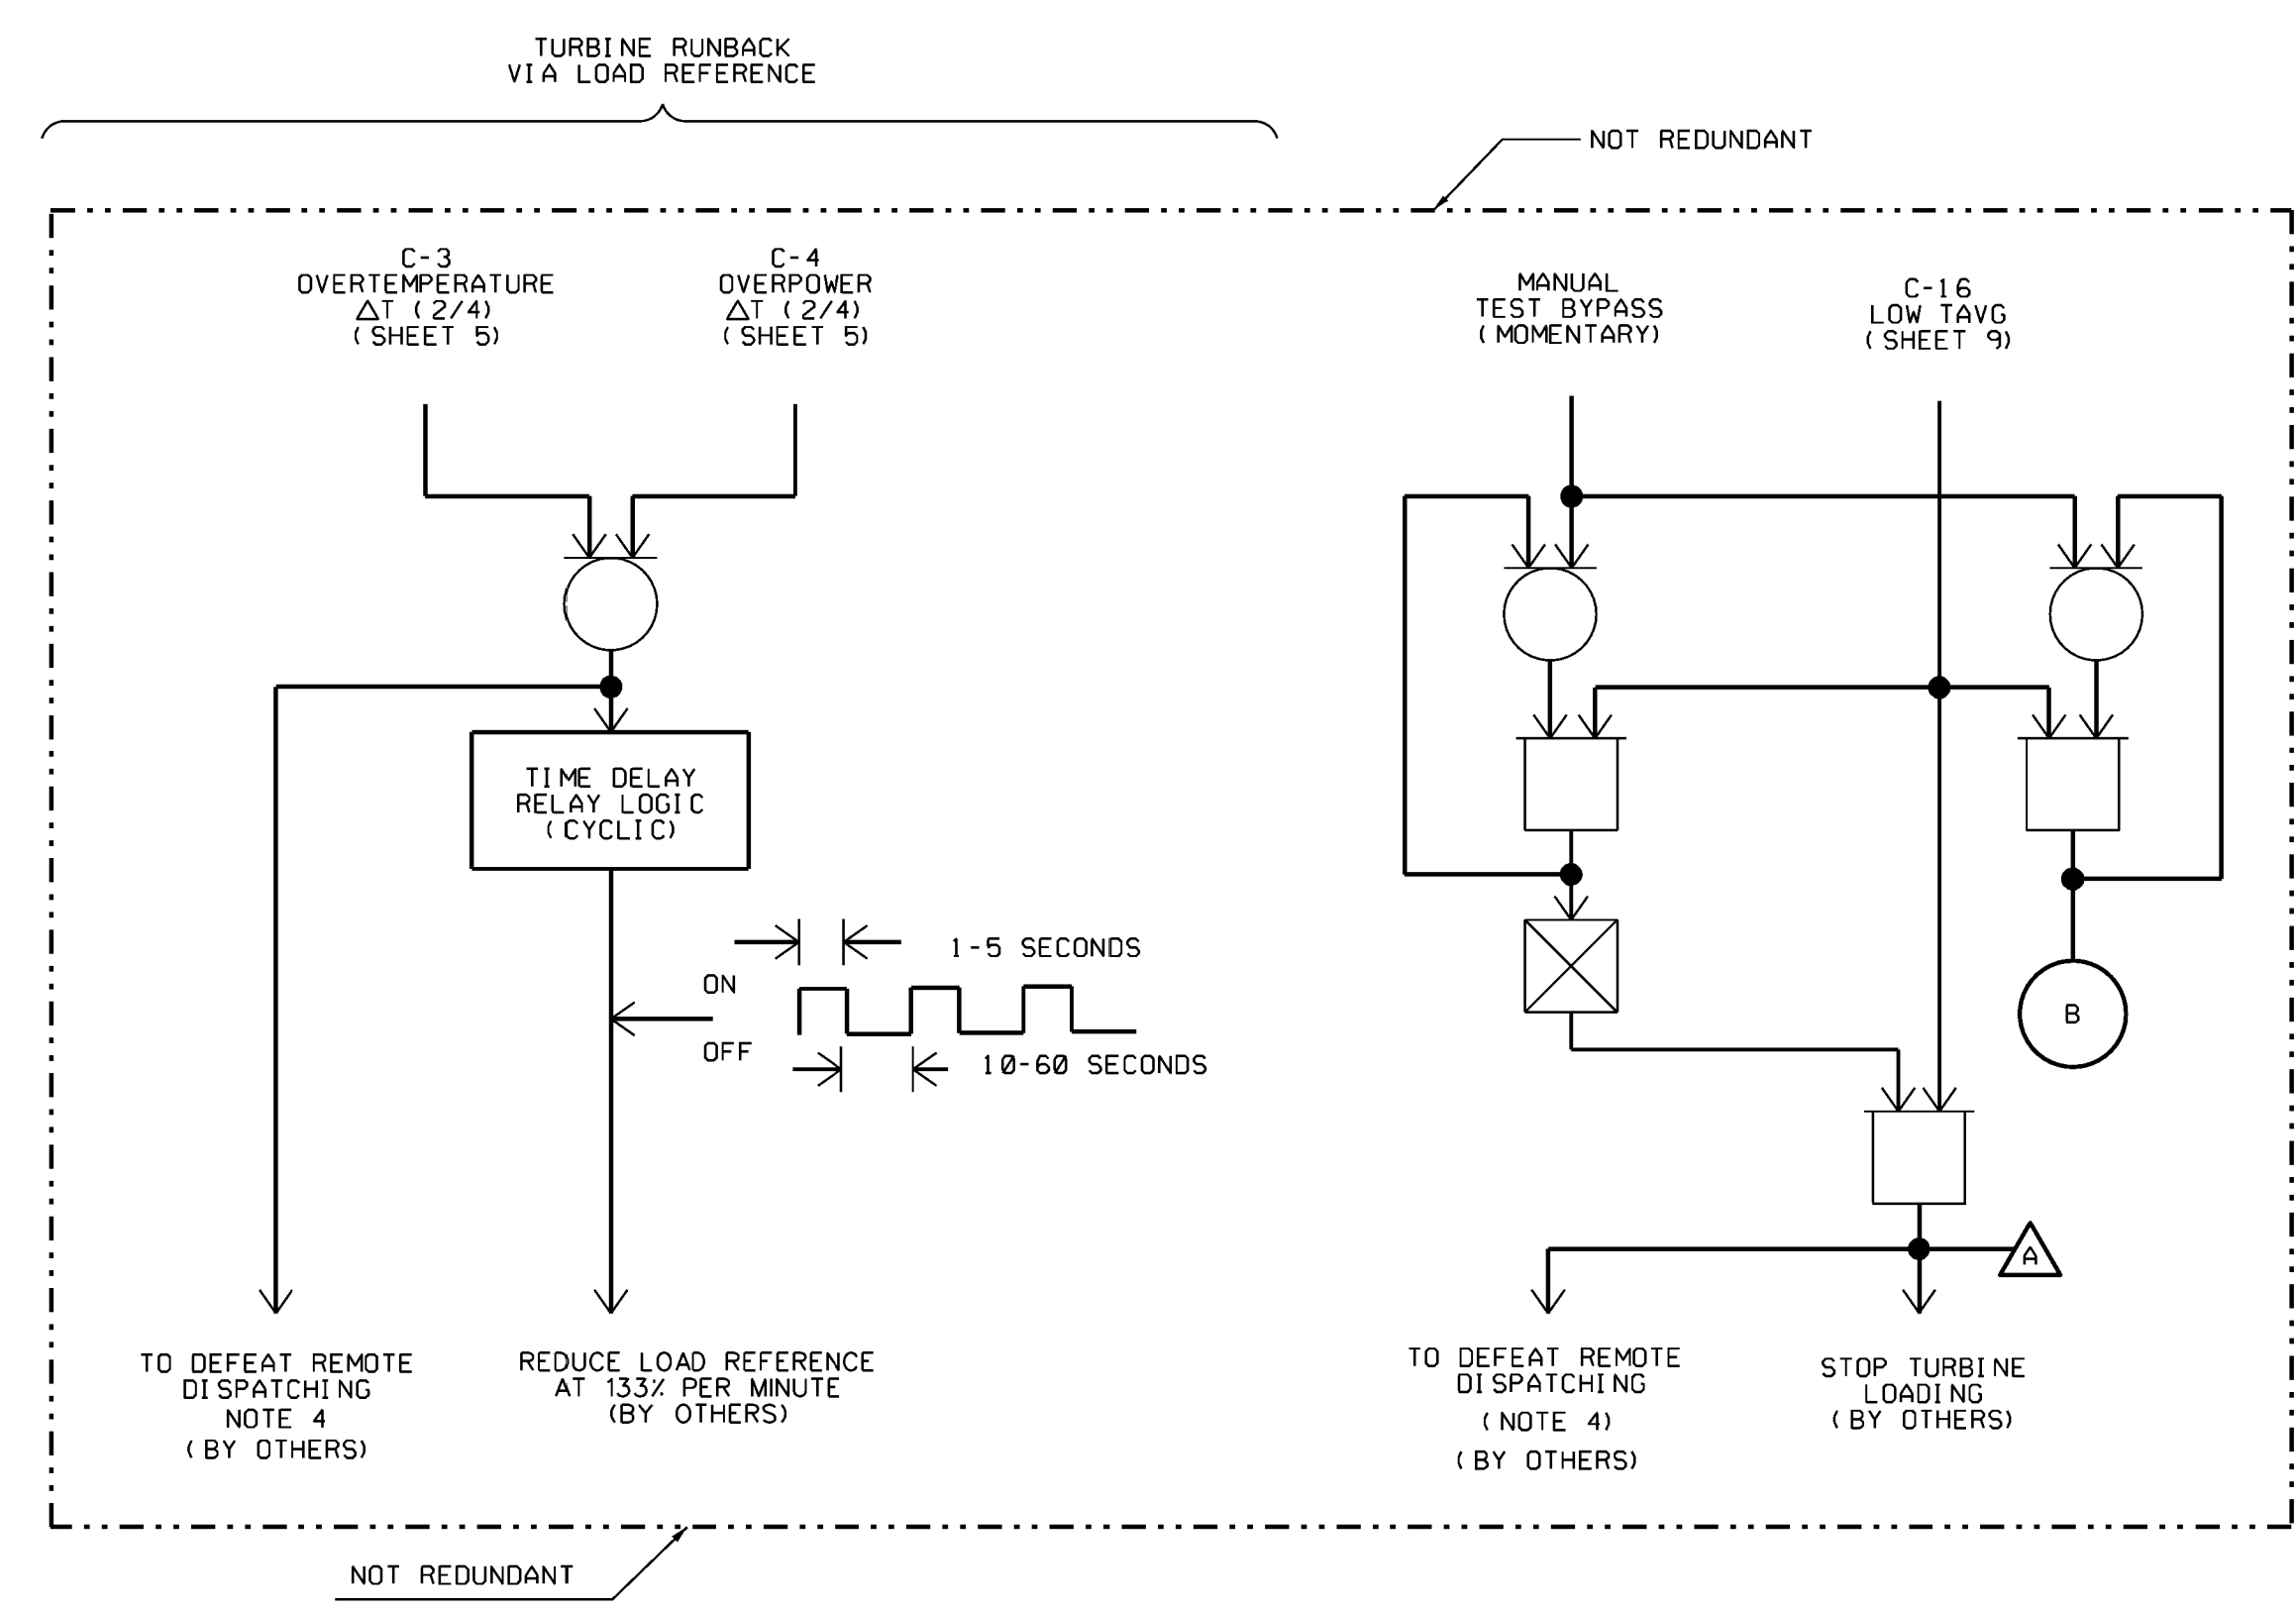 TURBINE RUNBACK
VIA LOAD REFERENCE
NOT REDUNDANT
C-3
OVERTEMPERATURE
△T (2/4)
(SHEET 5)
C-4
OVERPOWER
△T (2/4)
(SHEET 5)
MANUAL
TEST BYPASS
(MOMENTARY)
C-16
LOW TAVG
(SHEET 9)
TIME DELAY
RELAY LOGIC
(CYCLIC)
1-5 SECONDS
ON
OFF
10-60 SECONDS
B
A
TO DEFEAT REMOTE
DISPATCHING
NOTE 4
(BY OTHERS)
REDUCE LOAD REFERENCE
AT 133% PER MINUTE
(BY OTHERS)
TO DEFEAT REMOTE
DISPATCHING
(NOTE 4)
(BY OTHERS)
STOP TURBINE
LOADING
(BY OTHERS)
NOT REDUNDANT